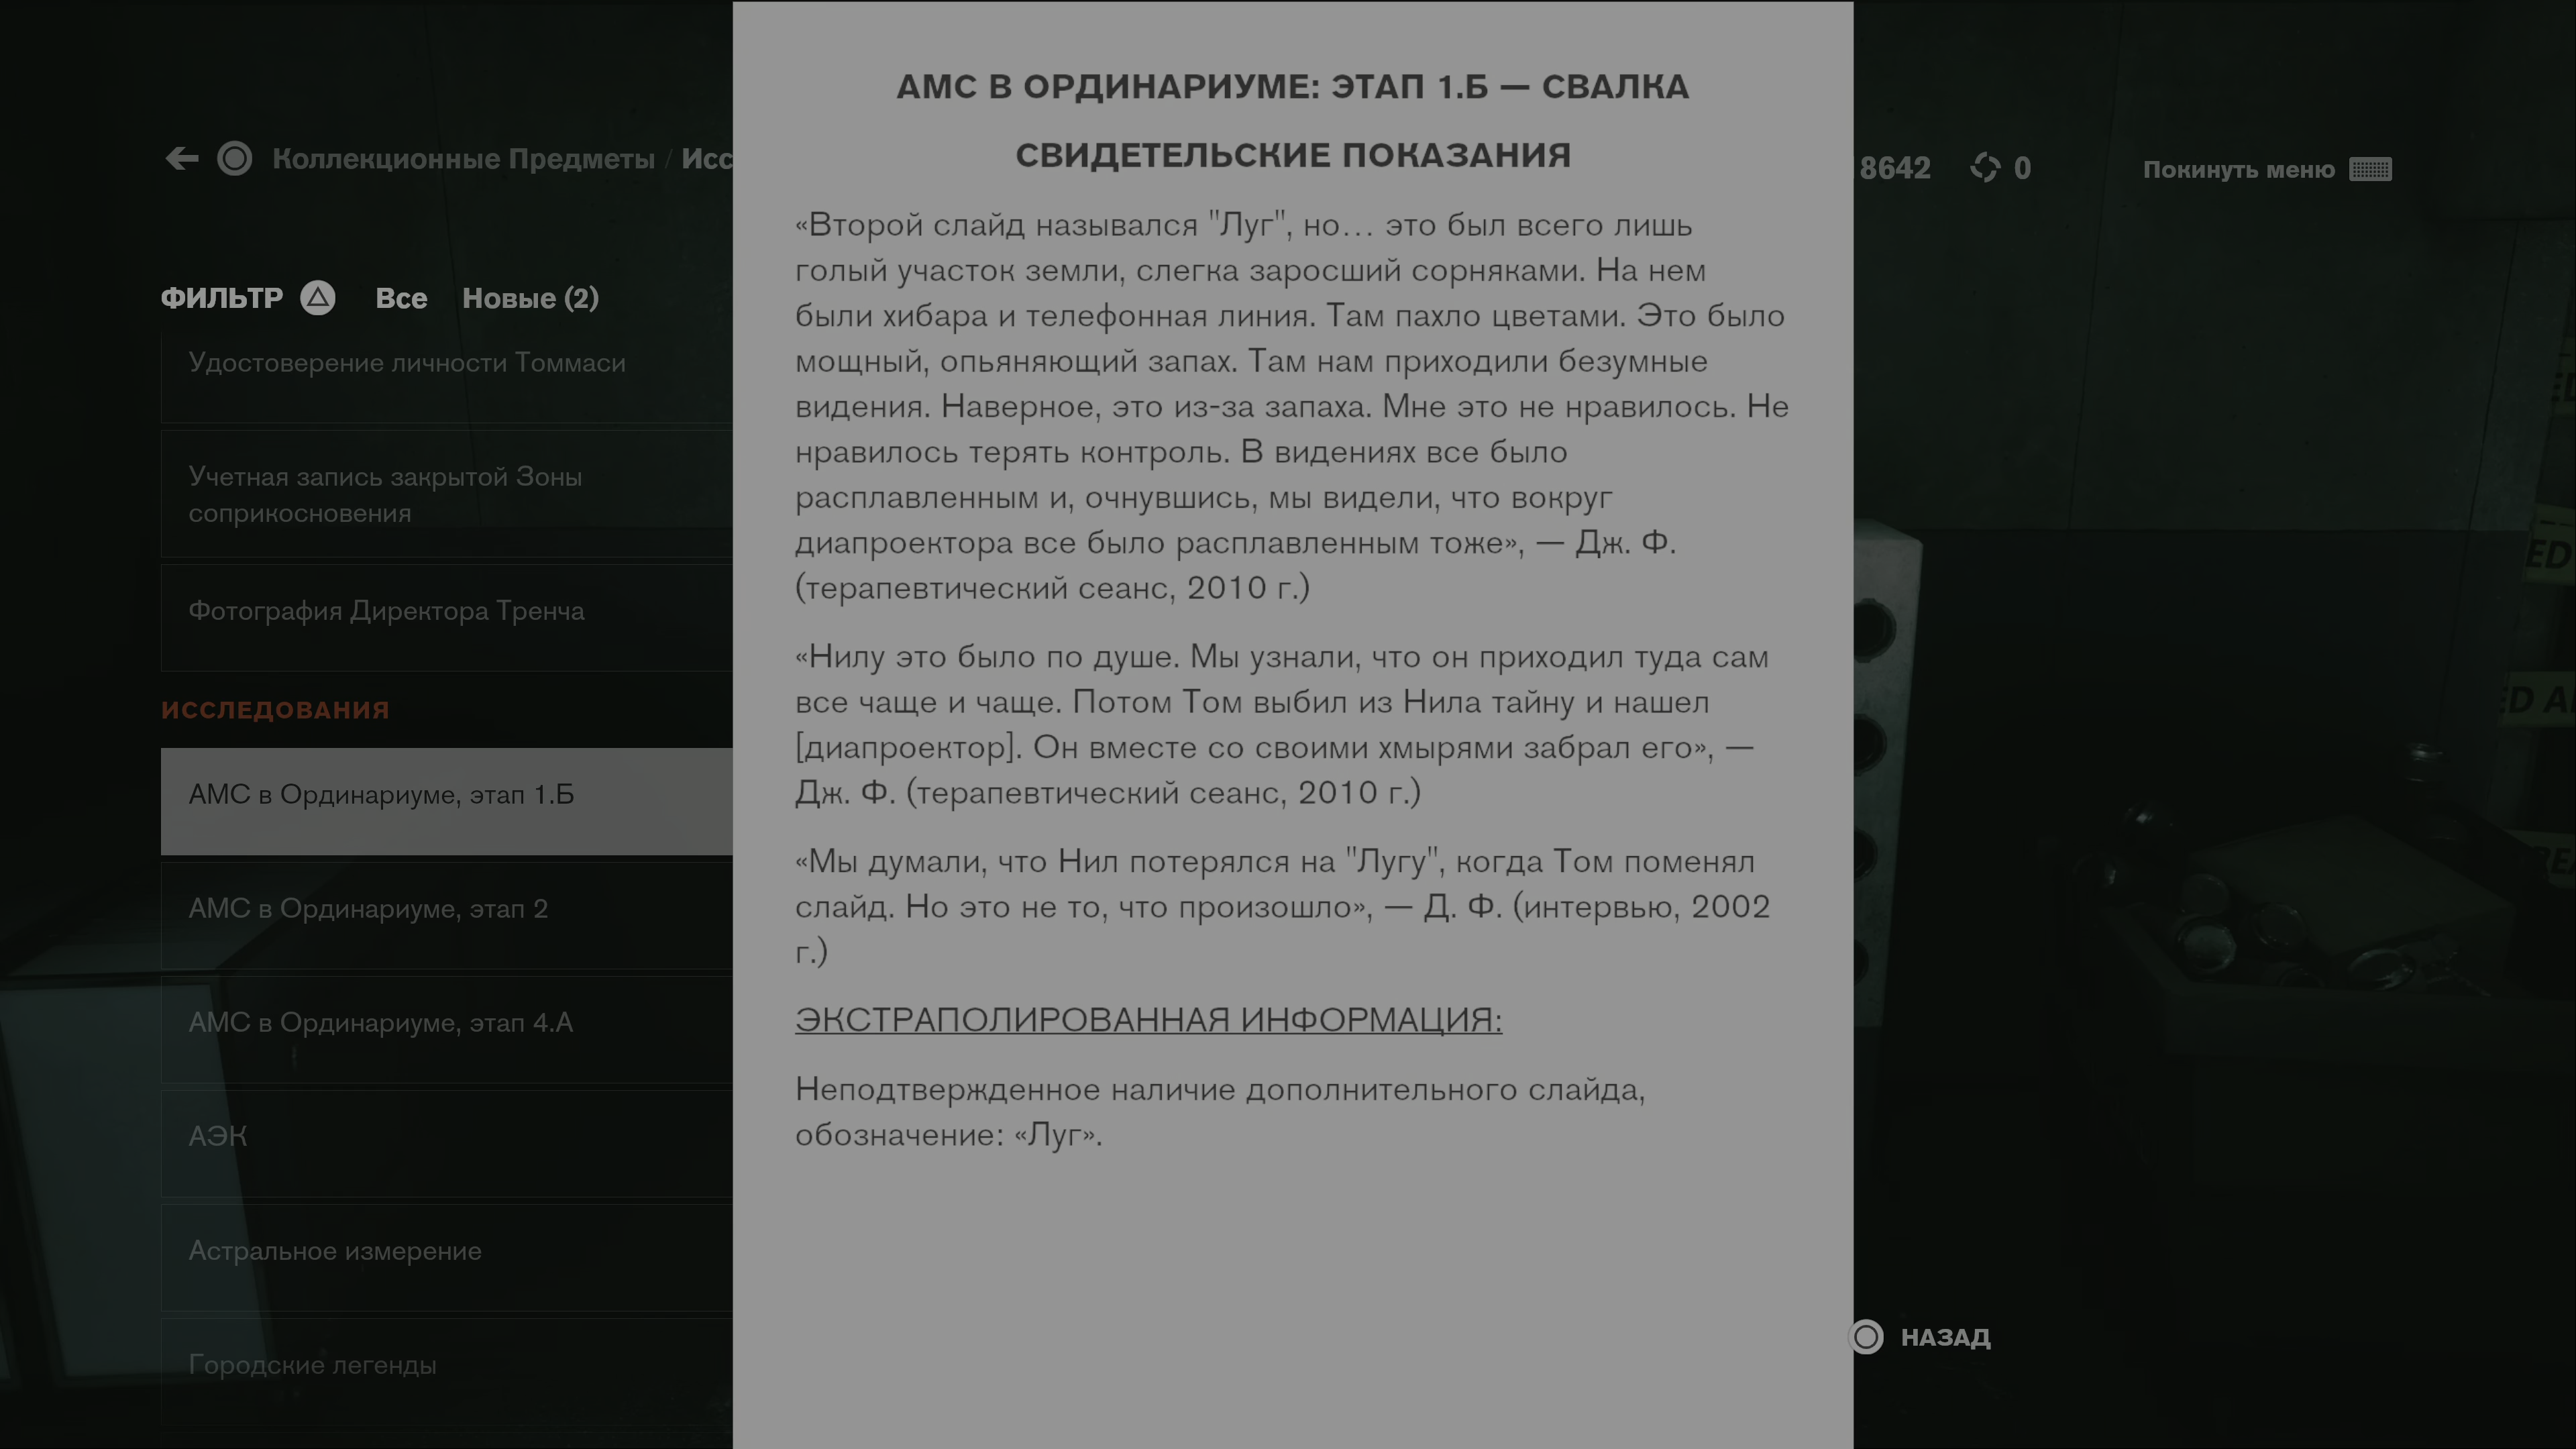 АМС В ОРДИНАРИУМЕ: ЭТАП 1.Б — СВАЛКА
СВИДЕТЕЛЬСКИЕ ПОКАЗАНИЯ
Коллекционные Предметы / Исс
8642
0
Покинуть меню
ФИЛЬТР
Все
Новые (2)
Удостоверение личности Томмаси
Учетная запись закрытой Зоны
соприкосновения
Фотография Директора Тренча
ИССЛЕДОВАНИЯ
АМС в Ординариуме, этап 1.Б
АМС в Ординариуме, этап 2
АМС в Ординариуме, этап 4.А
АЭК
Астральное измерение
Городские легенды
«Второй слайд назывался "Луг", но… это был всего лишь
голый участок земли, слегка заросший сорняками. На нем
были хибара и телефонная линия. Там пахло цветами. Это было
мощный, опьяняющий запах. Там нам приходили безумные
видения. Наверное, это из-за запаха. Мне это не нравилось. Не
нравилось терять контроль. В видениях все было
расплавленным и, очнувшись, мы видели, что вокруг
диапроектора все было расплавленным тоже», — Дж. Ф.
(терапевтический сеанс, 2010 г.)
«Нилу это было по душе. Мы узнали, что он приходил туда сам
все чаще и чаще. Потом Том выбил из Нила тайну и нашел
[диапроектор]. Он вместе со своими хмырями забрал его», —
Дж. Ф. (терапевтический сеанс, 2010 г.)
«Мы думали, что Нил потерялся на "Лугу", когда Том поменял
слайд. Но это не то, что произошло», — Д. Ф. (интервью, 2002
г.)
ЭКСТРАПОЛИРОВАННАЯ ИНФОРМАЦИЯ:
Неподтвержденное наличие дополнительного слайда,
обозначение: «Луг».
НАЗАД